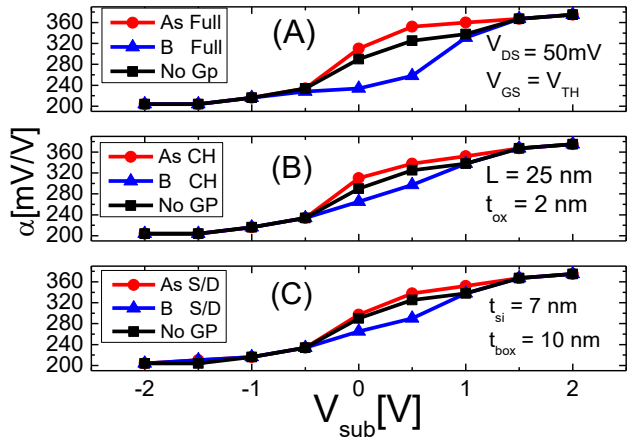 360
320
280
240
200
As Full
B Full
No Gp
(A)
V_DS = 50mV
V_GS = V_TH
α[mV/V]
360
320
280
240
200
As CH
B CH
No GP
(B)
L = 25 nm
t_ox = 2 nm
360
320
280
240
200
As S/D
B S/D
No GP
(C)
t_si = 7 nm
t_box = 10 nm
-2 -1 0 1 2
V_sub[V]